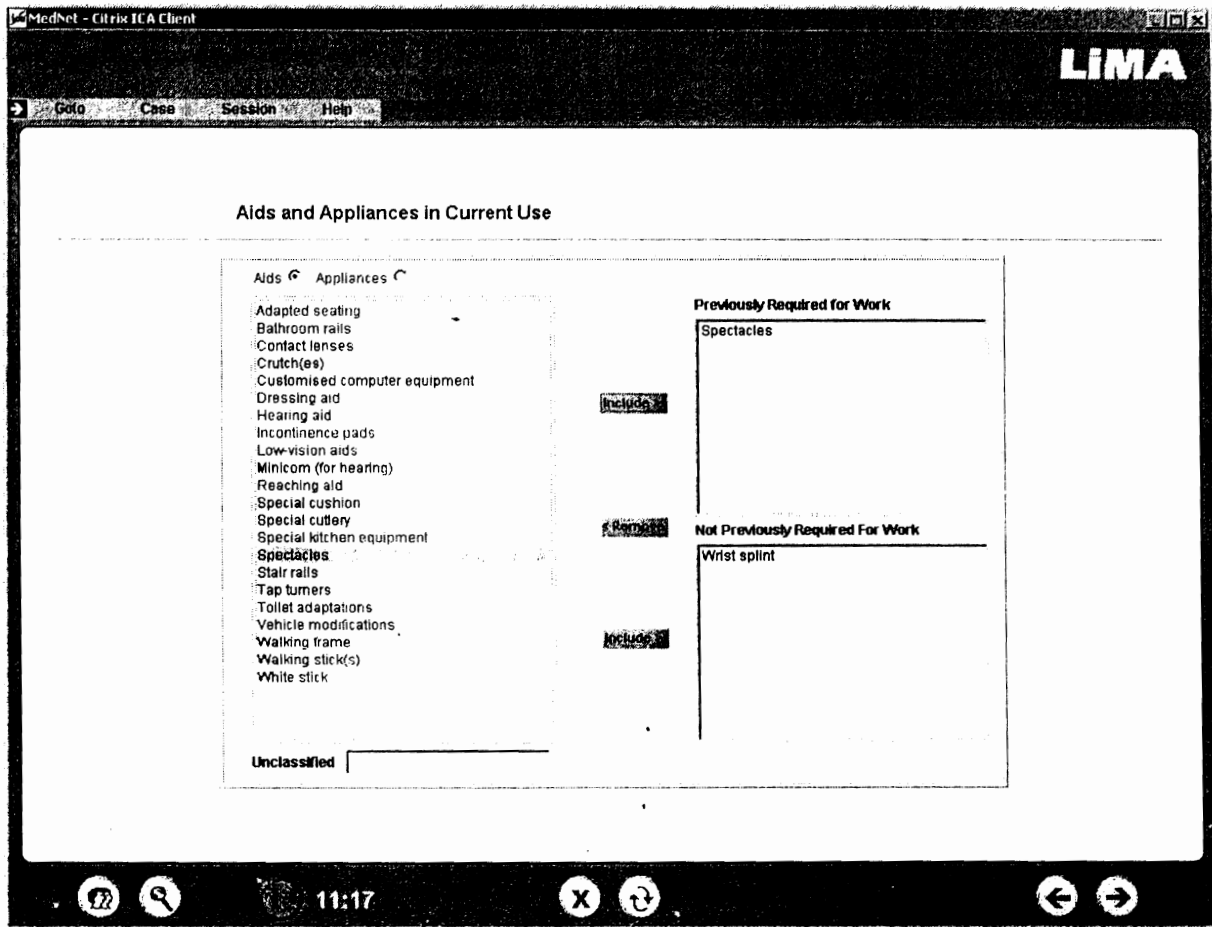 MedNet - Citrix ICA Client
LiMA
Goto Case Session Help
Aids and Appliances in Current Use
Aids Appliances
Adapted seating
Bathroom rails
Contact lenses
Crutch(es)
Customised computer equipment
Dressing aid
Hearing aid
Incontinence pads
Low-vision aids
Minicom (for hearing)
Reaching aid
Special cushion
Special cutlery
Special kitchen equipment
Spectacles
Stair rails
Tap turners
Toilet adaptations
Vehicle modifications
Walking frame
Walking stick(s)
White stick
Unclassified
Include >
< Remove
Include >
Previously Required for Work
Spectacles
Not Previously Required For Work
Wrist splint
11:17
X